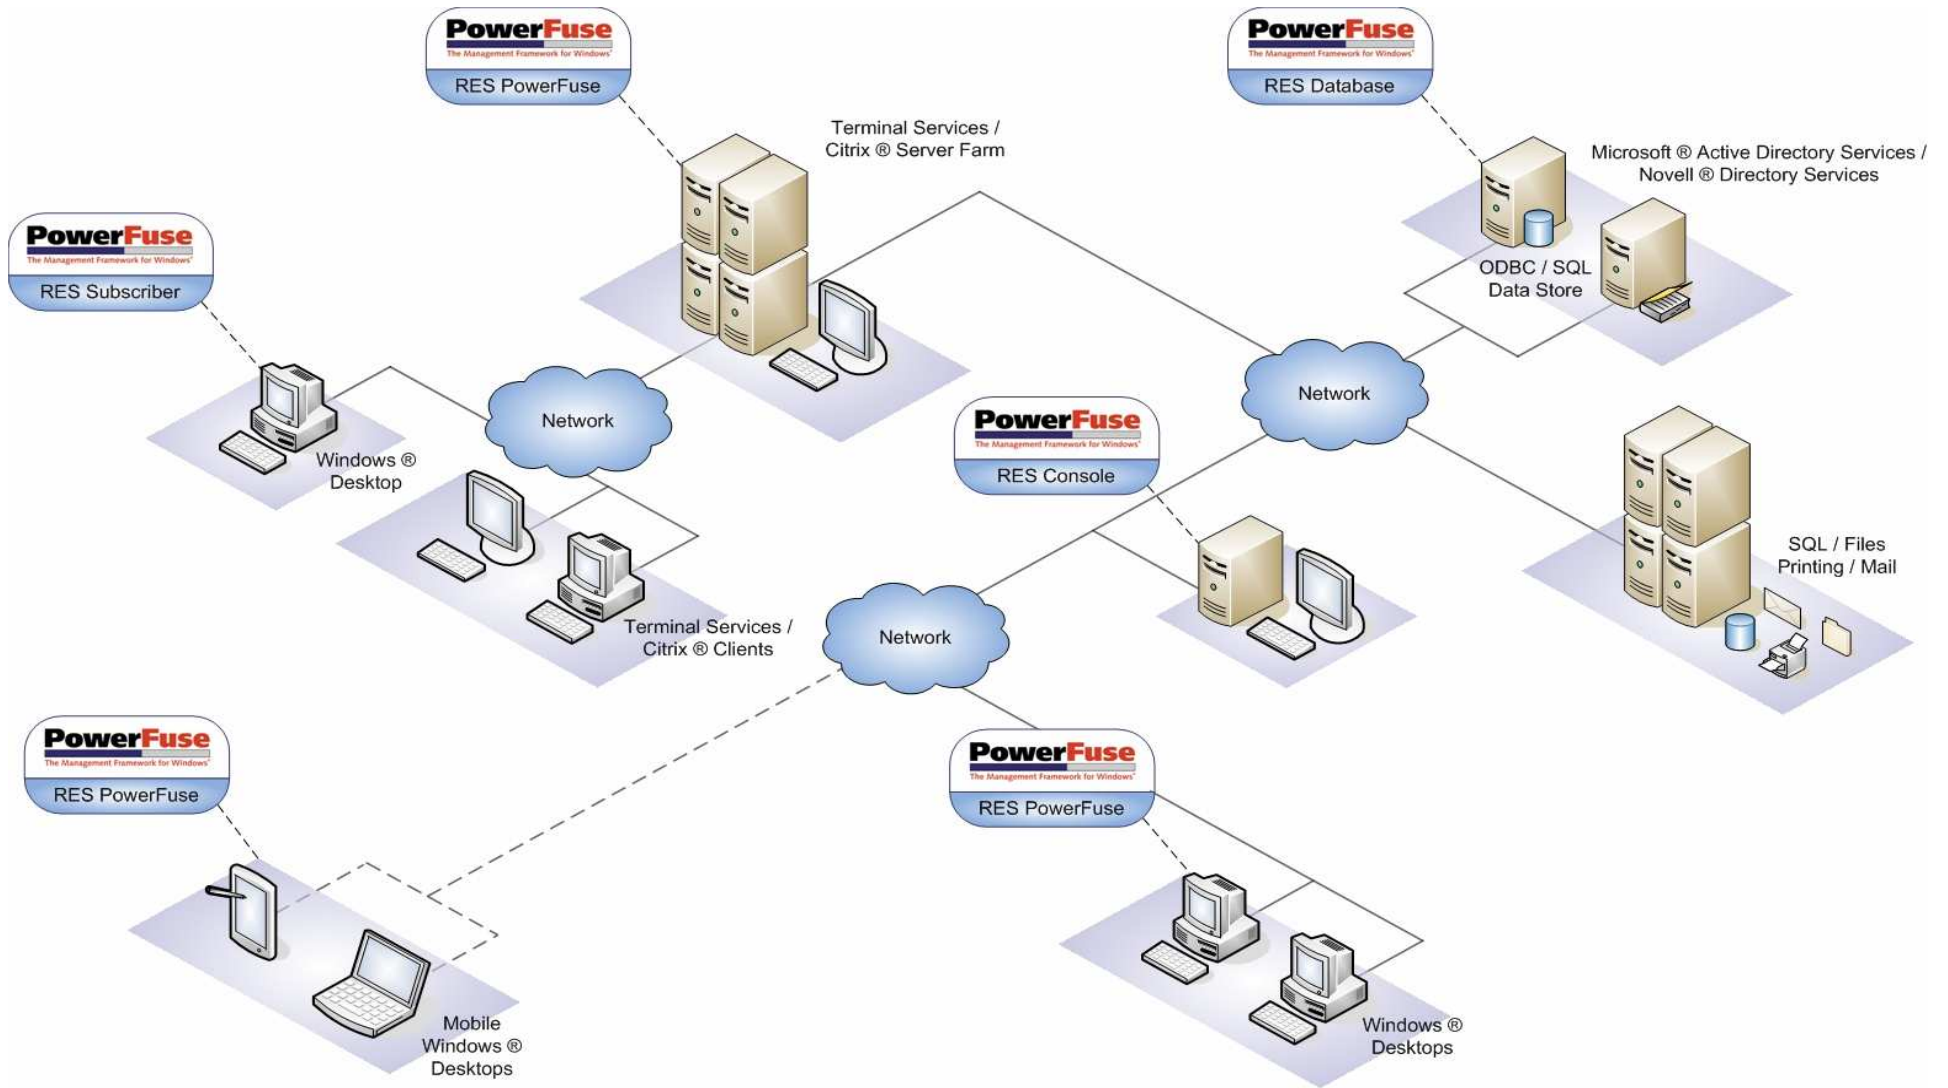 PowerFuse
The Management Framework for Windows®
RES PowerFuse
PowerFuse
The Management Framework for Windows®
RES Database
Terminal Services /
Citrix ® Server Farm
Microsoft ® Active Directory Services /
Novell ® Directory Services
PowerFuse
The Management Framework for Windows®
RES Subscriber
ODBC / SQL
Data Store
Network
Network
Windows ®
Desktop
PowerFuse
The Management Framework for Windows®
RES Console
SQL / Files
Printing / Mail
Terminal Services /
Citrix ® Clients
Network
PowerFuse
The Management Framework for Windows®
RES PowerFuse
PowerFuse
The Management Framework for Windows®
RES PowerFuse
Mobile
Windows ®
Desktops
Windows ®
Desktops